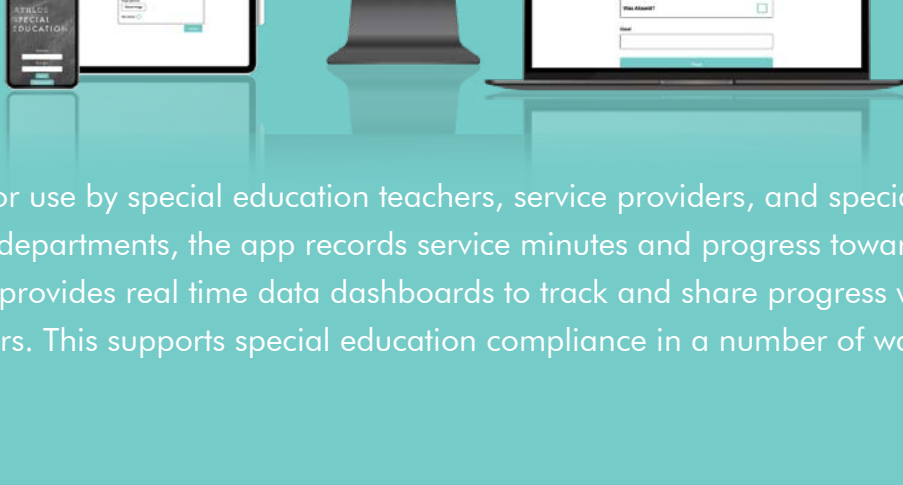 ATHLOS
SPECIAL
EDUCATION
Was Absent?
or use by special education teachers, service providers, and specia
departments, the app records service minutes and progress towar
provides real time data dashboards to track and share progress
rs. This supports special education compliance in a number of wa